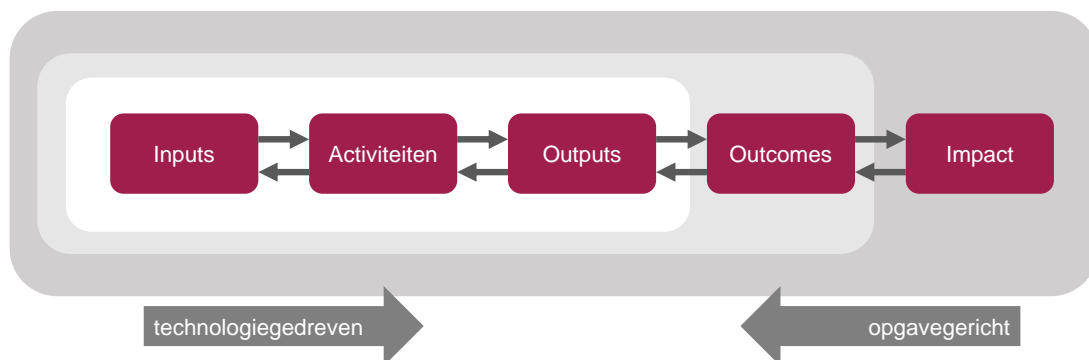 Inputs
Activiteiten
Outputs
Outcomes
Impact
technologiegedreven
opgavegericht